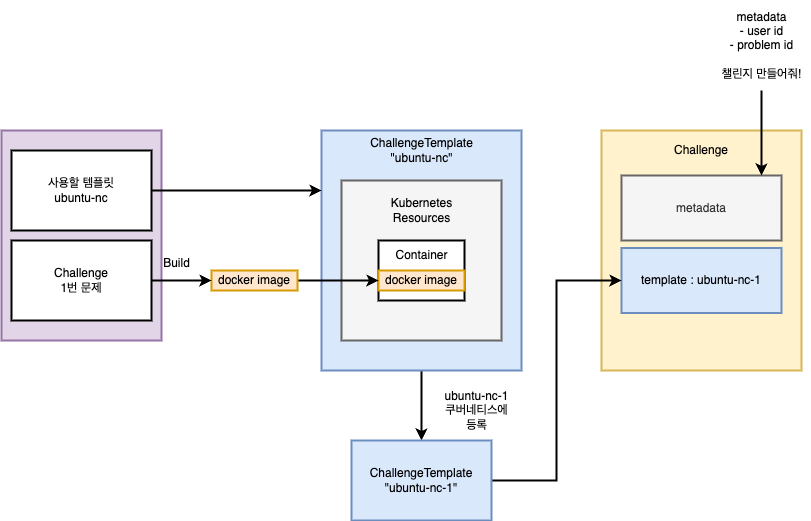 metadata
- user id
- problem id
챌린지 만들어줘!
사용할 템플릿
ubuntu-nc
Challenge
1번 문제
Build
docker image
ChallengeTemplate
"ubuntu-nc"
Kubernetes
Resources
Container
docker image
ubuntu-nc-1
쿠버네티스에
등록
ChallengeTemplate
"ubuntu-nc-1"
Challenge
metadata
template : ubuntu-nc-1